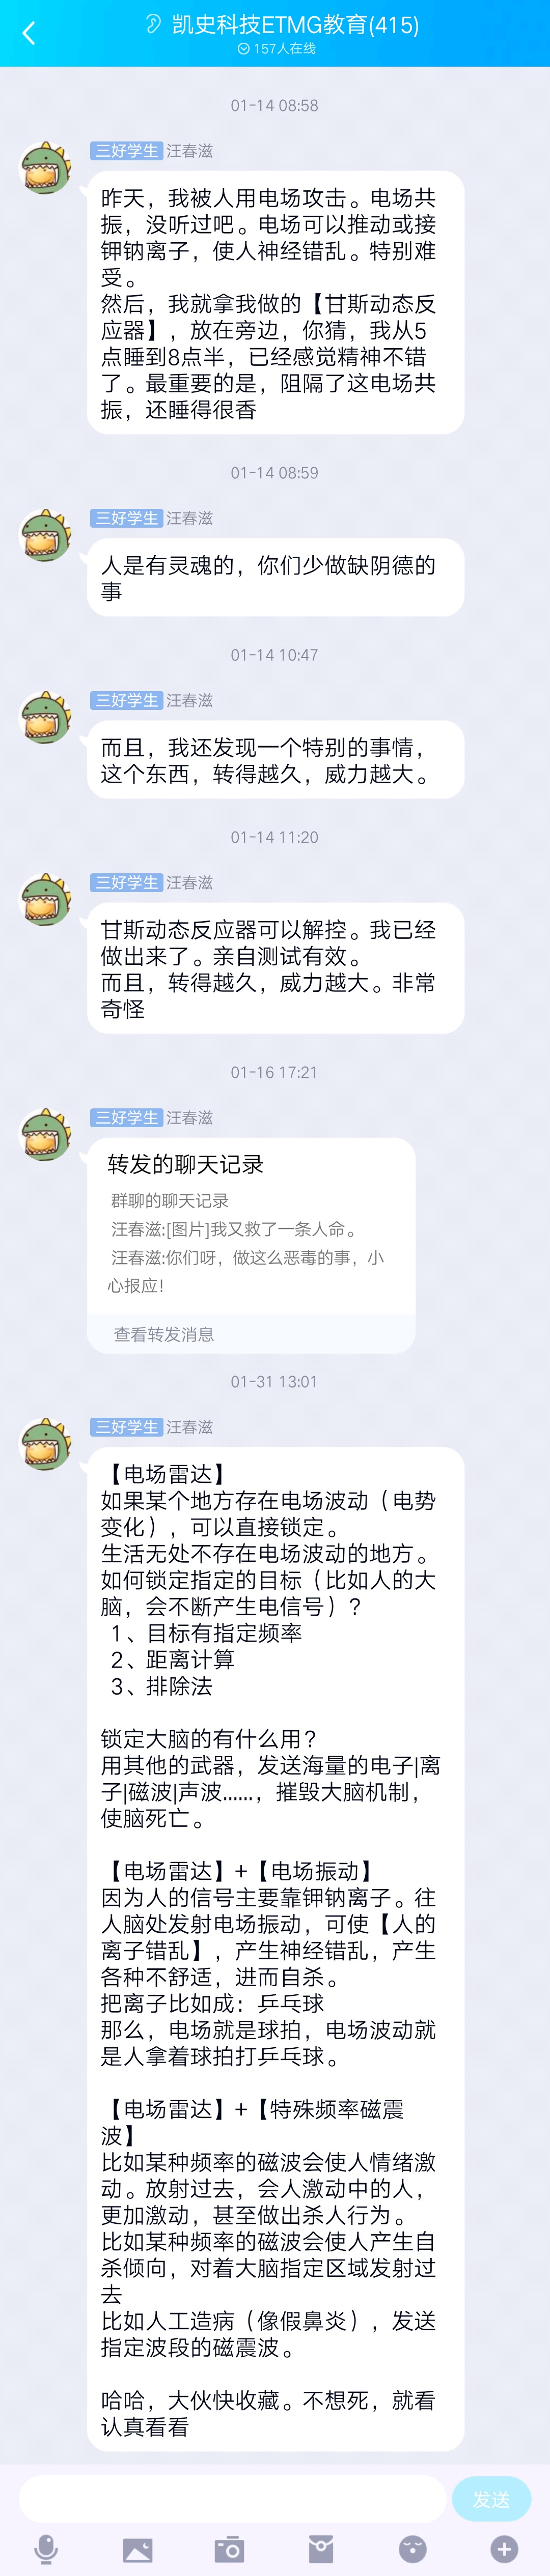 凯史科技ETMG教育(415)
157人在线
01-14 08:58
三好学生 汪春滋
昨天，我被人用电场攻击。电场共
振，没听过吧。电场可以推动或接
钾钠离子，使人神经错乱。特别难
受。
然后，我就拿我做的【甘斯动态反
应器】，放在旁边，你猜，我从5
点睡到8点半，已经感觉精神不错
了。最重要的是，阻隔了这电场共
振，还睡得很香
01-14 08:59
三好学生 汪春滋
人是有灵魂的，你们少做缺阴德的
事
01-14 10:47
三好学生 汪春滋
而且，我还发现一个特别的事情，
这个东西，转得越久，威力越大。
01-14 11:20
三好学生 汪春滋
甘斯动态反应器可以解控。我已经
做出来了。亲自测试有效。
而且，转得越久，威力越大。非常
奇怪
01-16 17:21
三好学生 汪春滋
转发的聊天记录
群聊的聊天记录
汪春滋:[图片]我又救了一条人命。
汪春滋:你们呀，做这么恶毒的事，小
心报应！
查看转发消息
01-31 13:01
三好学生 汪春滋
【电场雷达】
如果某个地方存在电场波动（电势
变化），可以直接锁定。
生活无处不存在电场波动的地方。
如何锁定指定的目标（比如人的大
脑，会不断产生电信号）？
1、目标有指定频率
2、距离计算
3、排除法
锁定大脑的有什么用？
用其他的武器，发送海量的电子|离
子|磁波|声波......，摧毁大脑机制，
使脑死亡。
【电场雷达】+【电场振动】
因为人的信号主要靠钾钠离子。往
人脑处发射电场振动，可使【人的
离子错乱】，产生神经错乱，产生
各种不舒适，进而自杀。
把离子比如成：乒乓球
那么，电场就是球拍，电场波动就
是人拿着球拍打乒乓球。
【电场雷达】+【特殊频率磁震
波】
比如某种频率的磁波会使人情绪激
动。放射过去，会人激动中的人，
更加激动，甚至做出杀人行为。
比如某种频率的磁波会使人产生自
杀倾向，对着大脑指定区域发射过
去
比如人工造病（像假鼻炎），发送
指定波段的磁震波。
哈哈，大伙快收藏。不想死，就看
认真看看
发送